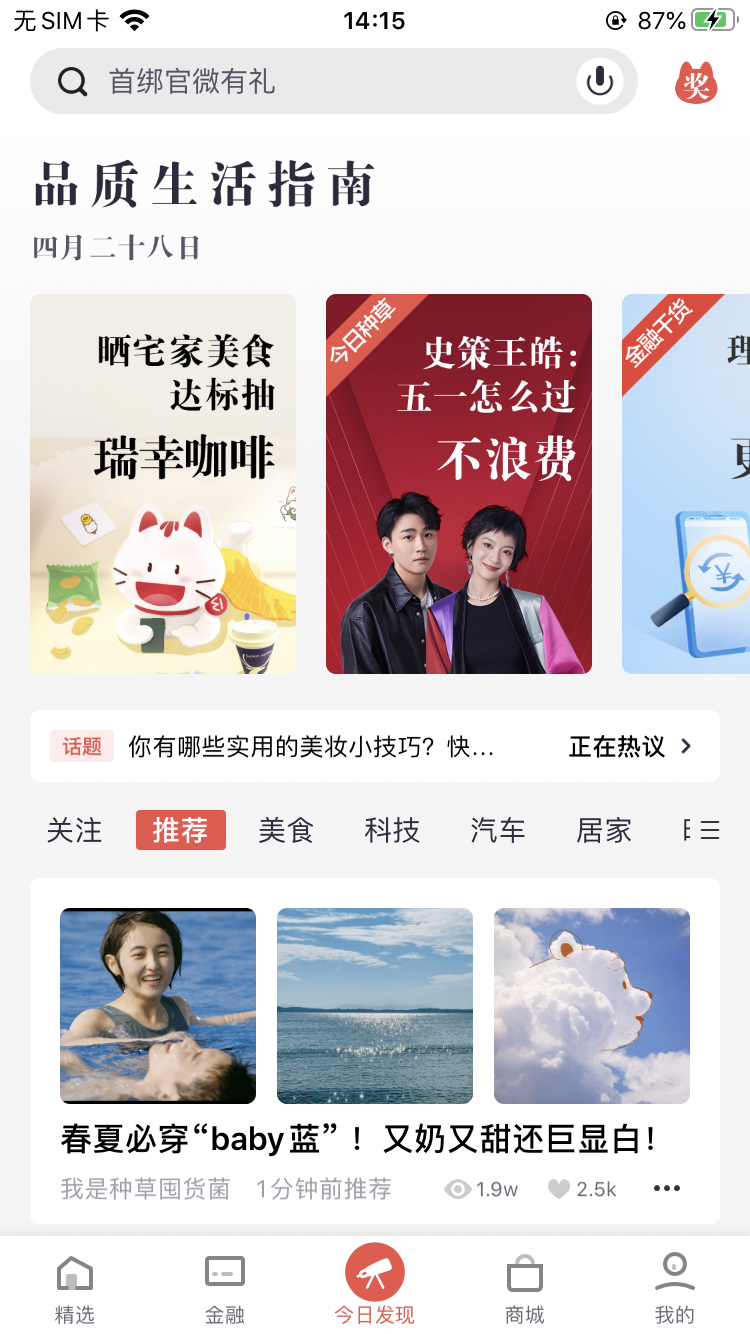 无SIM卡
14:15
87%
首绑官微有礼
奖
品质生活指南
四月二十八日
晒宅家美食
达标抽
瑞幸咖啡
今日种草
史策王皓:
五一怎么过
不浪费
金融干货
理
更
话题 你有哪些实用的美妆小技巧？快... 正在热议
关注 推荐 美食 科技 汽车 居家
春夏必穿“baby蓝”！又奶又甜还巨显白！
我是种草囤货菌 1分钟前推荐 1.9w 2.5k
精选 金融 今日发现 商城 我的